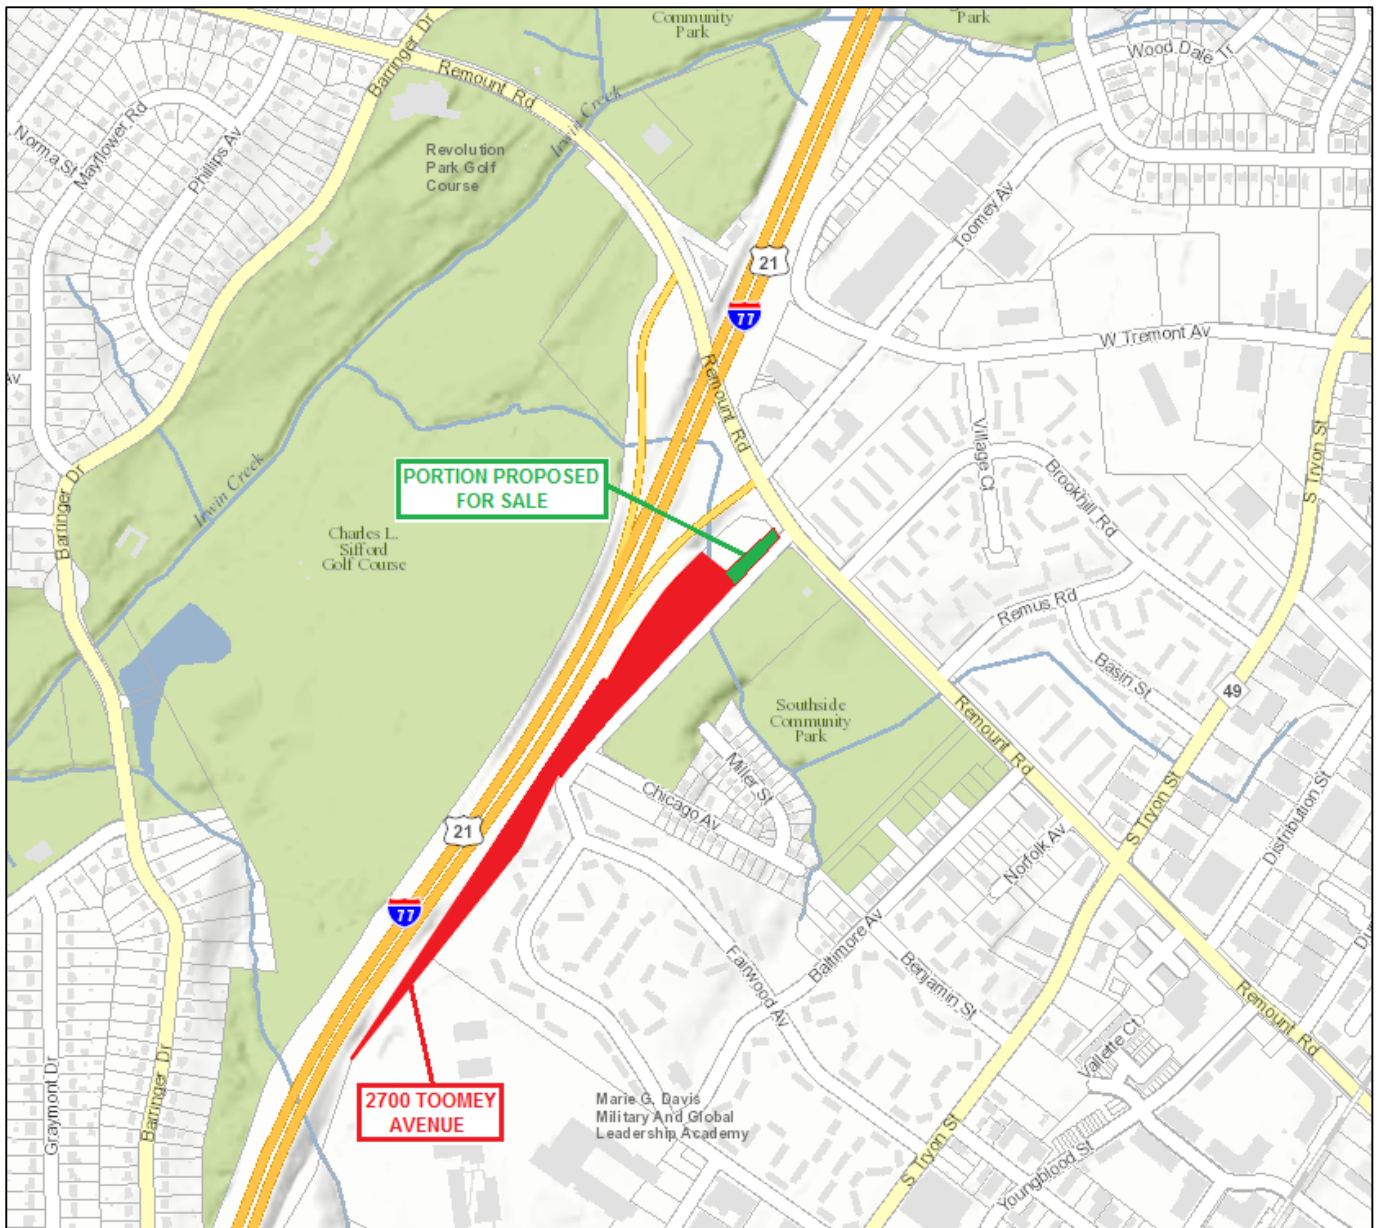 Community
Park
Park
Wood Dale Tr
Barringer Dr
Remount Rd
Irwin Creek
Mayflower Rd
Norma St
Phillips Av
Revolution
Park Golf
Course
Toomey Av
21
77
W Tremont Av
Remount Rd
Av
S Tryon St
Village Ct
Brookhill Rd
PORTION PROPOSED
FOR SALE
Irwin Creek
Barringer Dr
Charles L.
Sifford
Golf Course
Remus Rd
Basin St
49
Southside
Community
Park
Remount Rd
Miller St
Chicago Av
S Tryon St
Distribution St
21
Norfolk Av
77
Baltimore Av
Fairwood Av
Benjamin St
Du
Remount Rd
Vallette Ct
Graymont Dr
Barringer Dr
2700 TOOMEY
AVENUE
Marie G. Davis
Military And Global
Leadership Academy
S Tryon St
Youngblood St